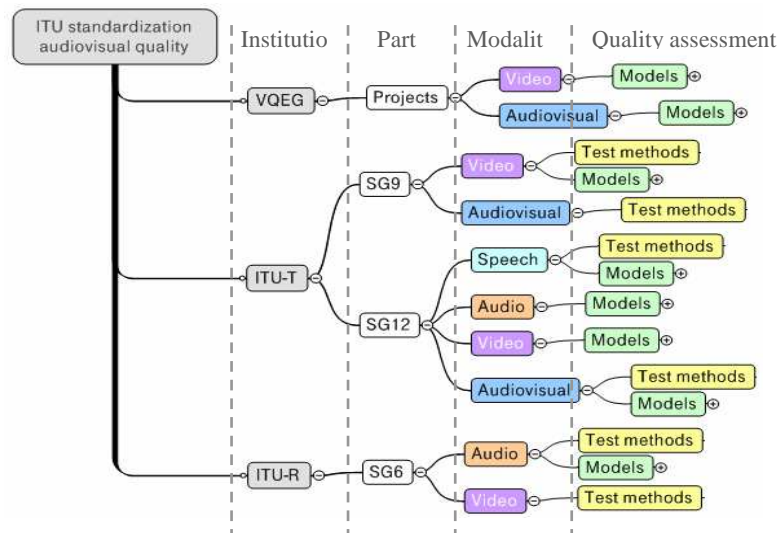 ITU standardization
audiovisual quality
Institutio
Part
Modalit
Quality assessment
VQEG
Projects
Video
Models
Audiovisual
Models
ITU-T
SG9
Video
Test methods
Models
Audiovisual
Test methods
SG12
Speech
Test methods
Models
Audio
Models
Video
Models
Audiovisual
Test methods
Models
ITU-R
SG6
Audio
Test methods
Models
Video
Test methods